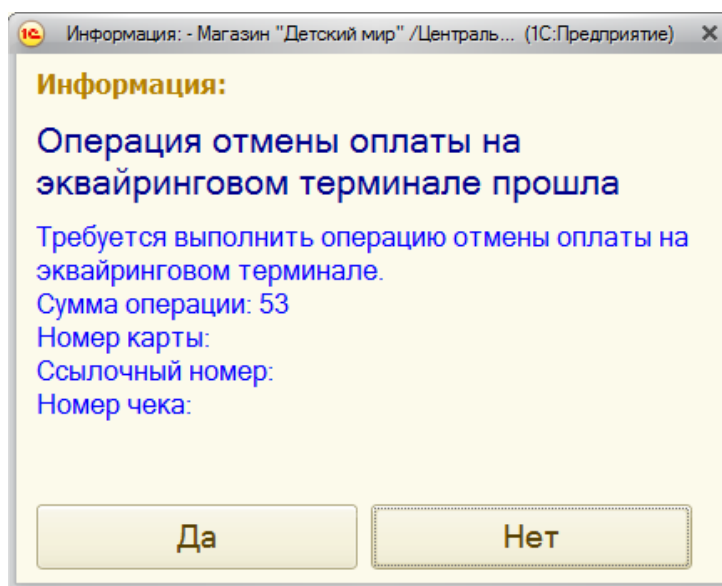 1С Информация: - Магазин "Детский мир" /Централь... (1С:Предприятие)
Информация:
Операция отмены оплаты на
эквайринговом терминале прошла
Требуется выполнить операцию отмены оплаты на
эквайринговом терминале.
Сумма операции: 53
Номер карты:
Ссылочный номер:
Номер чека:
Да Нет